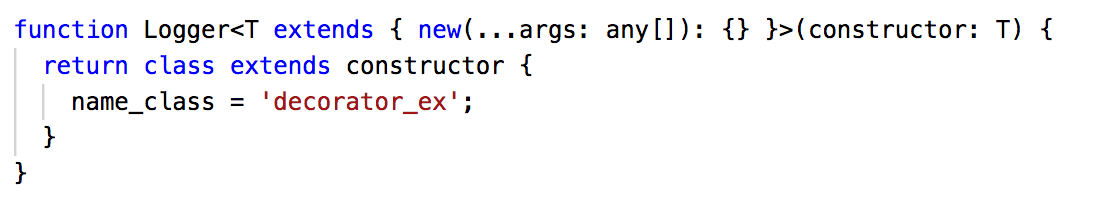 function Logger<T extends { new(...args: any[]): {} }>(constructor: T) {
  return class extends constructor {
    name_class = 'decorator_ex';
  }
}